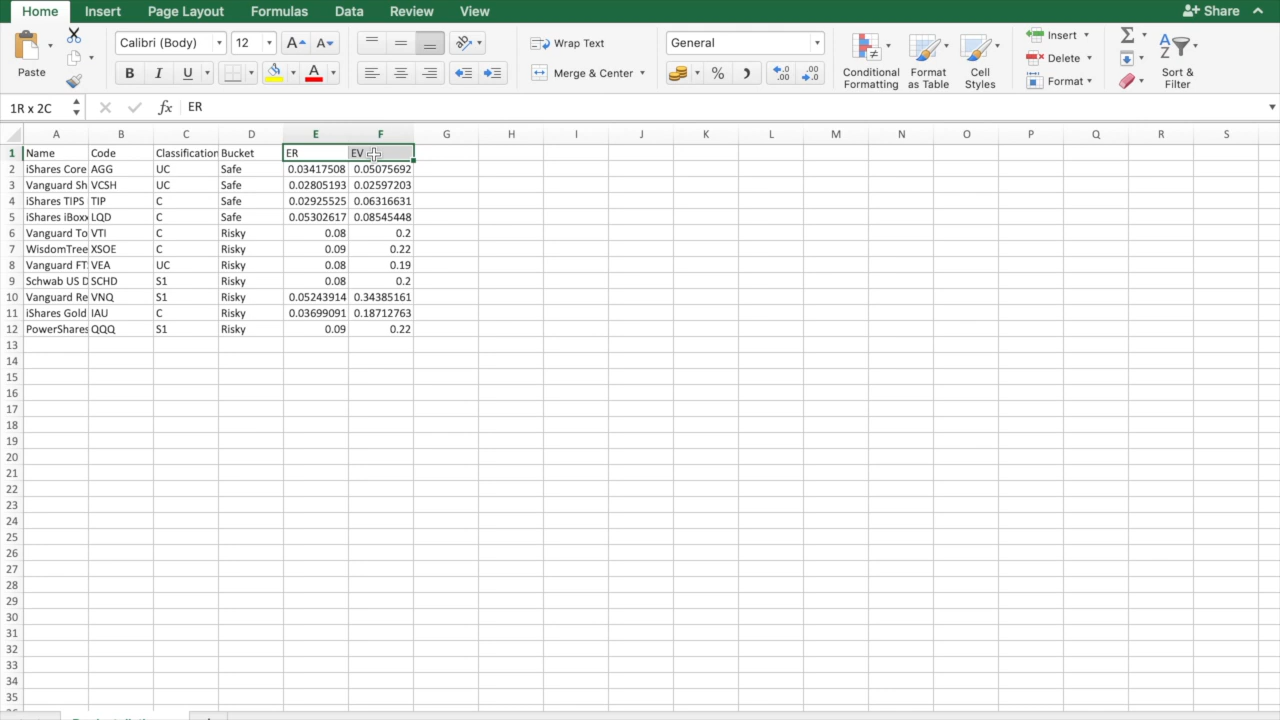 Home Insert Page Layout Formulas Data Review View Share
Calibri (Body) 12 A A Wrap Text General Insert
Paste B I U A Merge & Center % Conditional Formatting Format as Table Cell Styles Delete Format Sort & Filter
1R x 2C fx ER
A B C D E F G H I J K L M N O P Q R S
1 Name Code Classification Bucket ER EV
2 iShares Core AGG UC Safe 0.03417508 0.05075692
3 Vanguard Sh VCSH UC Safe 0.02805193 0.02597203
4 iShares TIPS TIP C Safe 0.02925525 0.06316631
5 iShares iBoxx LQD C Safe 0.05302617 0.08545448
6 Vanguard To VTI C Risky 0.08 0.2
7 WisdomTree XSOE C Risky 0.09 0.22
8 Vanguard FT VEA UC Risky 0.08 0.19
9 Schwab US D SCHD S1 Risky 0.08 0.2
10 Vanguard Re VNQ S1 Risky 0.05243914 0.34385161
11 iShares Gold IAU C Risky 0.03699091 0.18712763
12 PowerShares QQQ S1 Risky 0.09 0.22
13
14
15
16
17
18
19
20
21
22
23
24
25
26
27
28
29
30
31
32
33
34
35